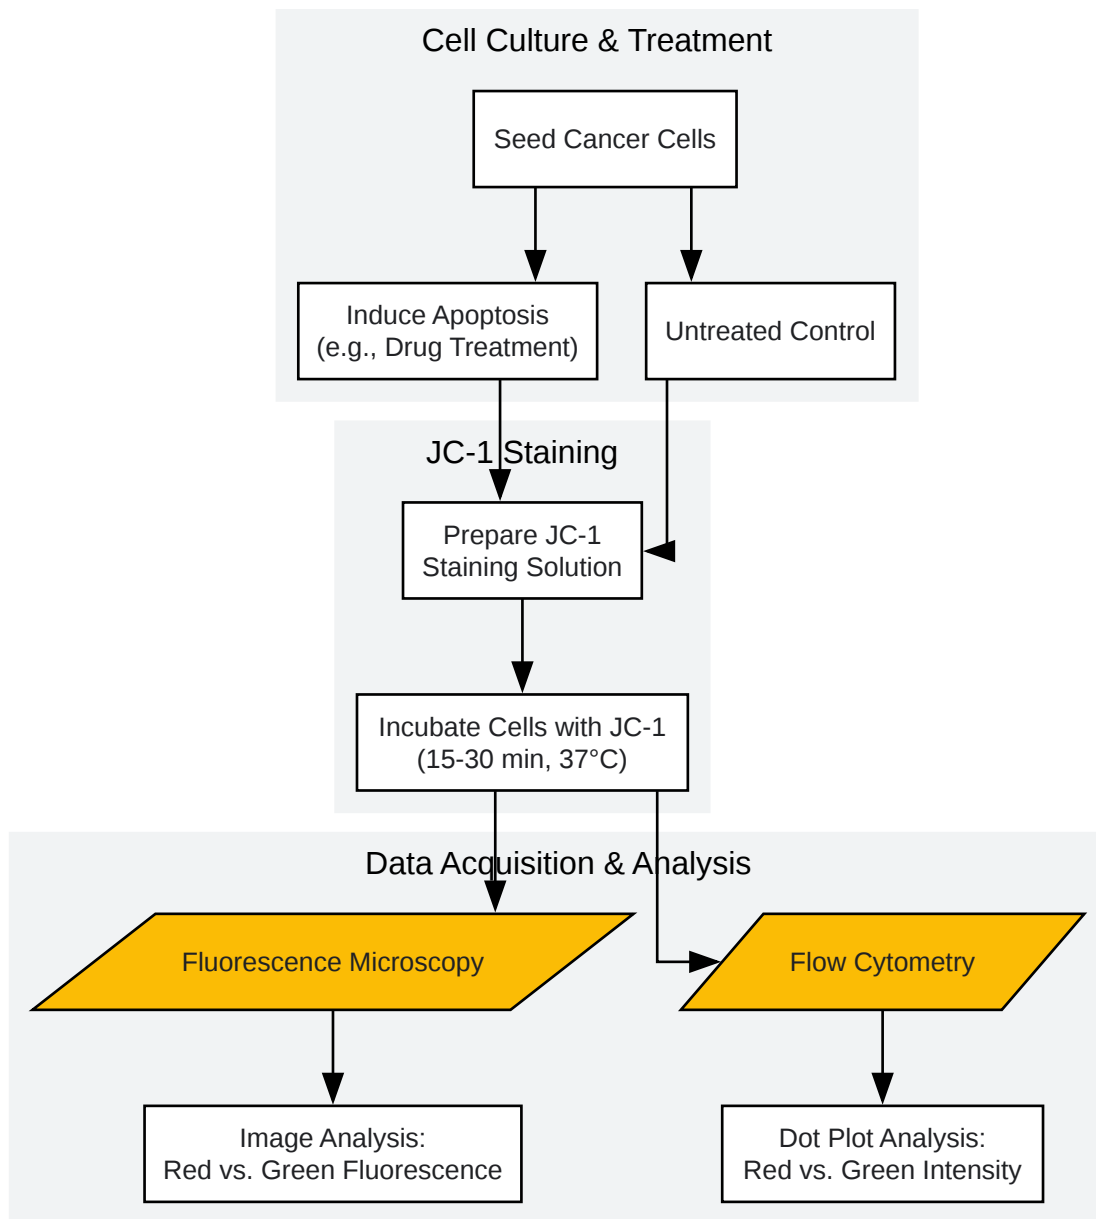 Cell Culture & Treatment
Seed Cancer Cells
Induce Apoptosis
(e.g., Drug Treatment)
Untreated Control
JC-1 Staining
Prepare JC-1
Staining Solution
Incubate Cells with JC-1
(15-30 min, 37°C)
Data Acquisition & Analysis
Fluorescence Microscopy
Flow Cytometry
Image Analysis:
Red vs. Green Fluorescence
Dot Plot Analysis:
Red vs. Green Intensity